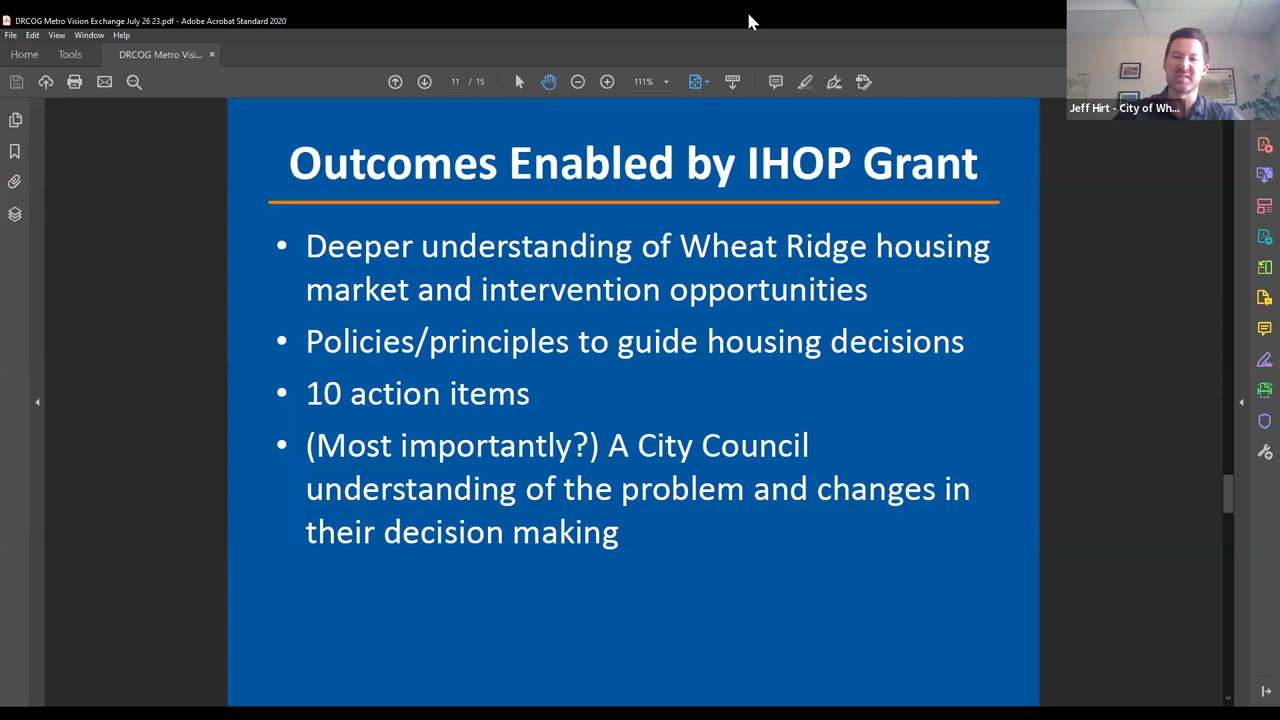 DRCOG Metro Vision Exchange July 26 23.pdf - Adobe Acrobat Standard 2020
File Edit View Window Help
Home Tools DRCOG Metro Visi... ×
11 / 15 111%
Jeff Hirt - City of Wh...
Outcomes Enabled by IHOP Grant
• Deeper understanding of Wheat Ridge housing
market and intervention opportunities
• Policies/principles to guide housing decisions
• 10 action items
• (Most importantly?) A City Council
understanding of the problem and changes in
their decision making